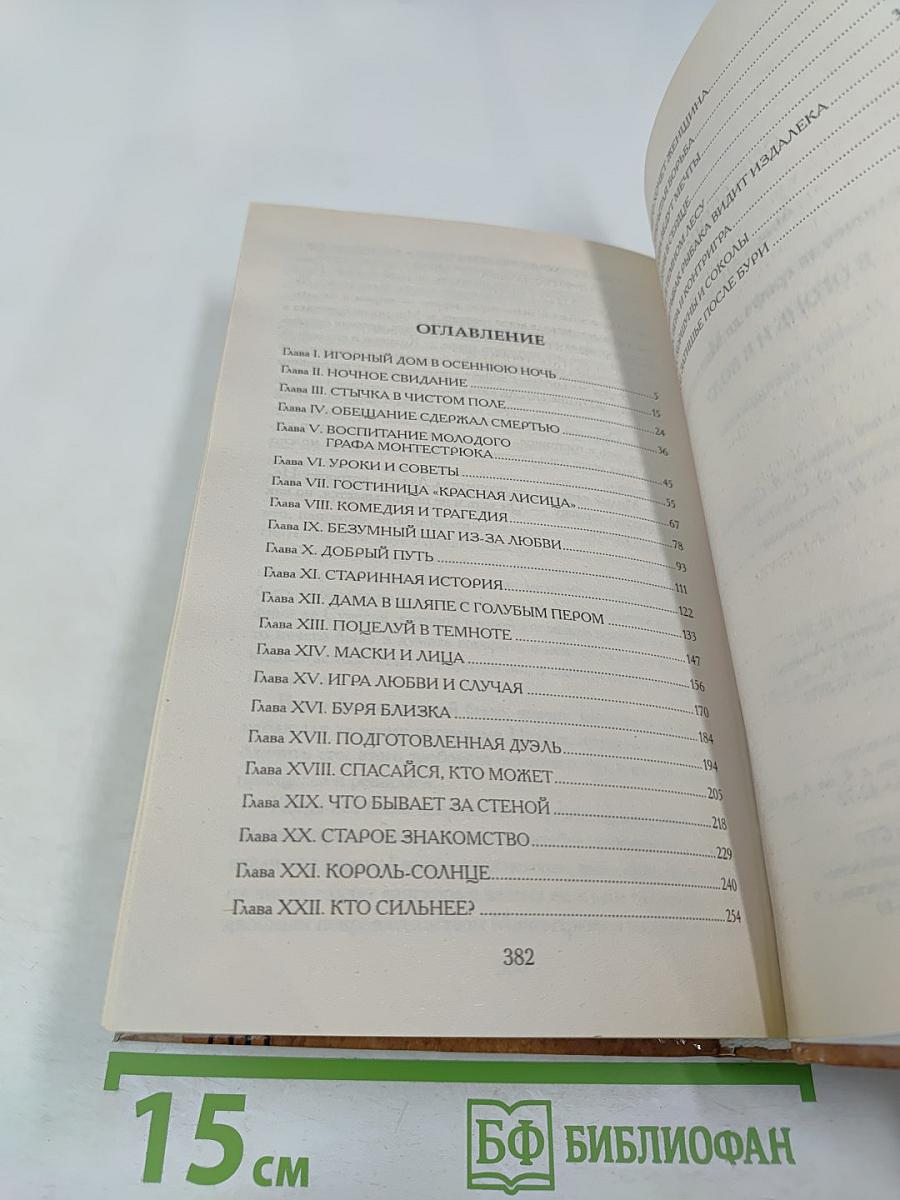 ОГЛАВЛЕНИЕ
Глава I. ИГОРНЫЙ ДОМ В ОСЕННЮЮ НОЧЬ ..... 5
Глава II. НОЧНОЕ СВИДАНИЕ ..... 15
Глава III. СТЫЧКА В ЧИСТОМ ПОЛЕ ..... 24
Глава IV. ОБЕЩАНИЕ СДЕРЖАЛ СМЕРТЬЮ ..... 36
Глава V. ВОСПИТАНИЕ МОЛОДОГО
ГРАФА МОНТЕСТРЮКА ..... 45
Глава VI. УРОКИ И СОВЕТЫ ..... 55
Глава VII. ГОСТИНИЦА «КРАСНАЯ ЛИСИЦА» ..... 67
Глава VIII. КОМЕДИЯ И ТРАГЕДИЯ ..... 78
Глава IX. БЕЗУМНЫЙ ШАГ ИЗ-ЗА ЛЮБВИ ..... 93
Глава X. ДОБРЫЙ ПУТЬ ..... 111
Глава XI. СТАРИННАЯ ИСТОРИЯ ..... 122
Глава XII. ДАМА В ШЛЯПЕ С ГОЛУБЫМ ПЕРОМ ..... 133
Глава XIII. ПОЦЕЛУЙ В ТЕМНОТЕ ..... 147
Глава XIV. МАСКИ И ЛИЦА ..... 156
Глава XV. ИГРА ЛЮБВИ И СЛУЧАЯ ..... 170
Глава XVI. БУРЯ БЛИЗКА ..... 184
Глава XVII. ПОДГОТОВЛЕННАЯ ДУЭЛЬ ..... 194
Глава XVIII. СПАСАЙСЯ, КТО МОЖЕТ ..... 205
Глава XIX. ЧТО БЫВАЕТ ЗА СТЕНОЙ ..... 218
Глава XX. СТАРОЕ ЗНАКОМСТВО ..... 229
Глава XXI. КОРОЛЬ-СОЛНЦЕ ..... 240
Глава XXII. КТО СИЛЬНЕЕ? ..... 254
382
ЖЕНЩИНА
БОРЬБА
МЕЧТЫ
ЛЕСУ
РЫБАКА ВИДИТ ИЗДАЛЕКА
И КОНТРИГРА
И СОКОЛЫ
ПОСЛЕ БУРИ
15 см
БФ БИБЛИОФАН